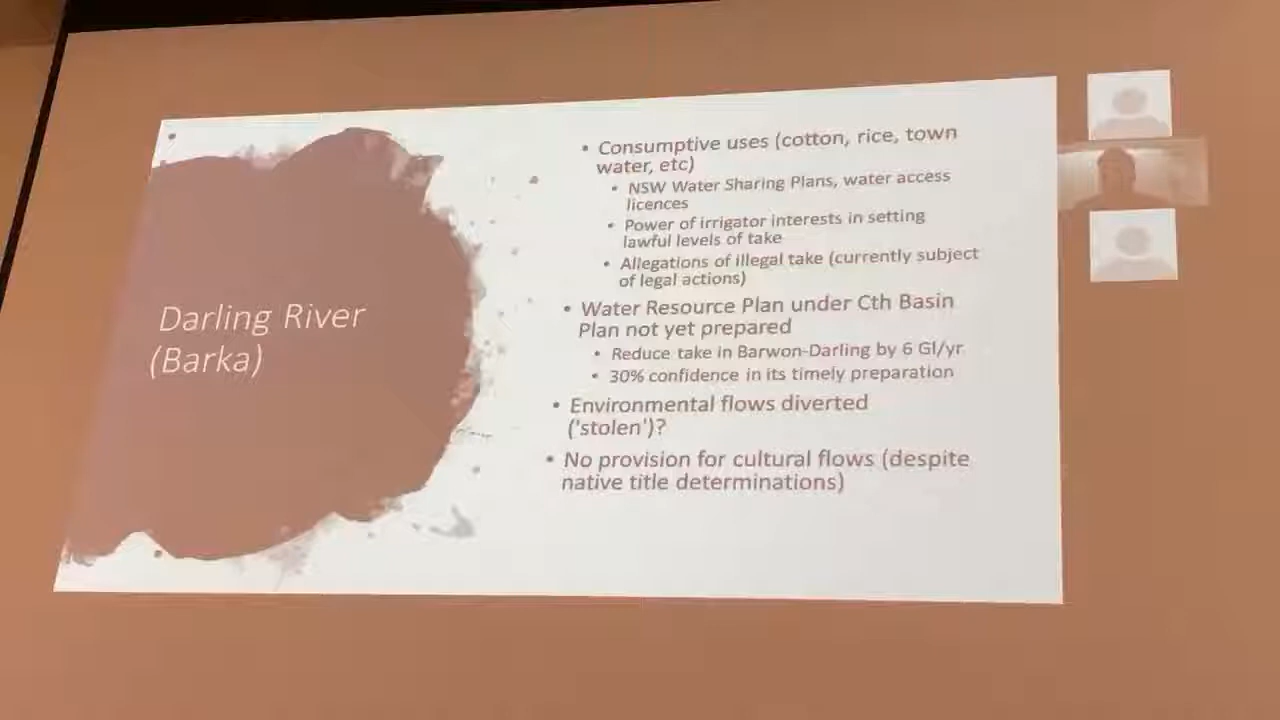 Darling River
(Barka)
• Consumptive uses (cotton, rice, town
water, etc)
• NSW Water Sharing Plans, water access
licences
• Power of irrigator interests in setting
lawful levels of take
• Allegations of illegal take (currently subject
of legal actions)
• Water Resource Plan under Cth Basin
Plan not yet prepared
• Reduce take in Barwon-Darling by 6 Gl/yr
• 30% confidence in its timely preparation
• Environmental flows diverted
('stolen')?
• No provision for cultural flows (despite
native title determinations)